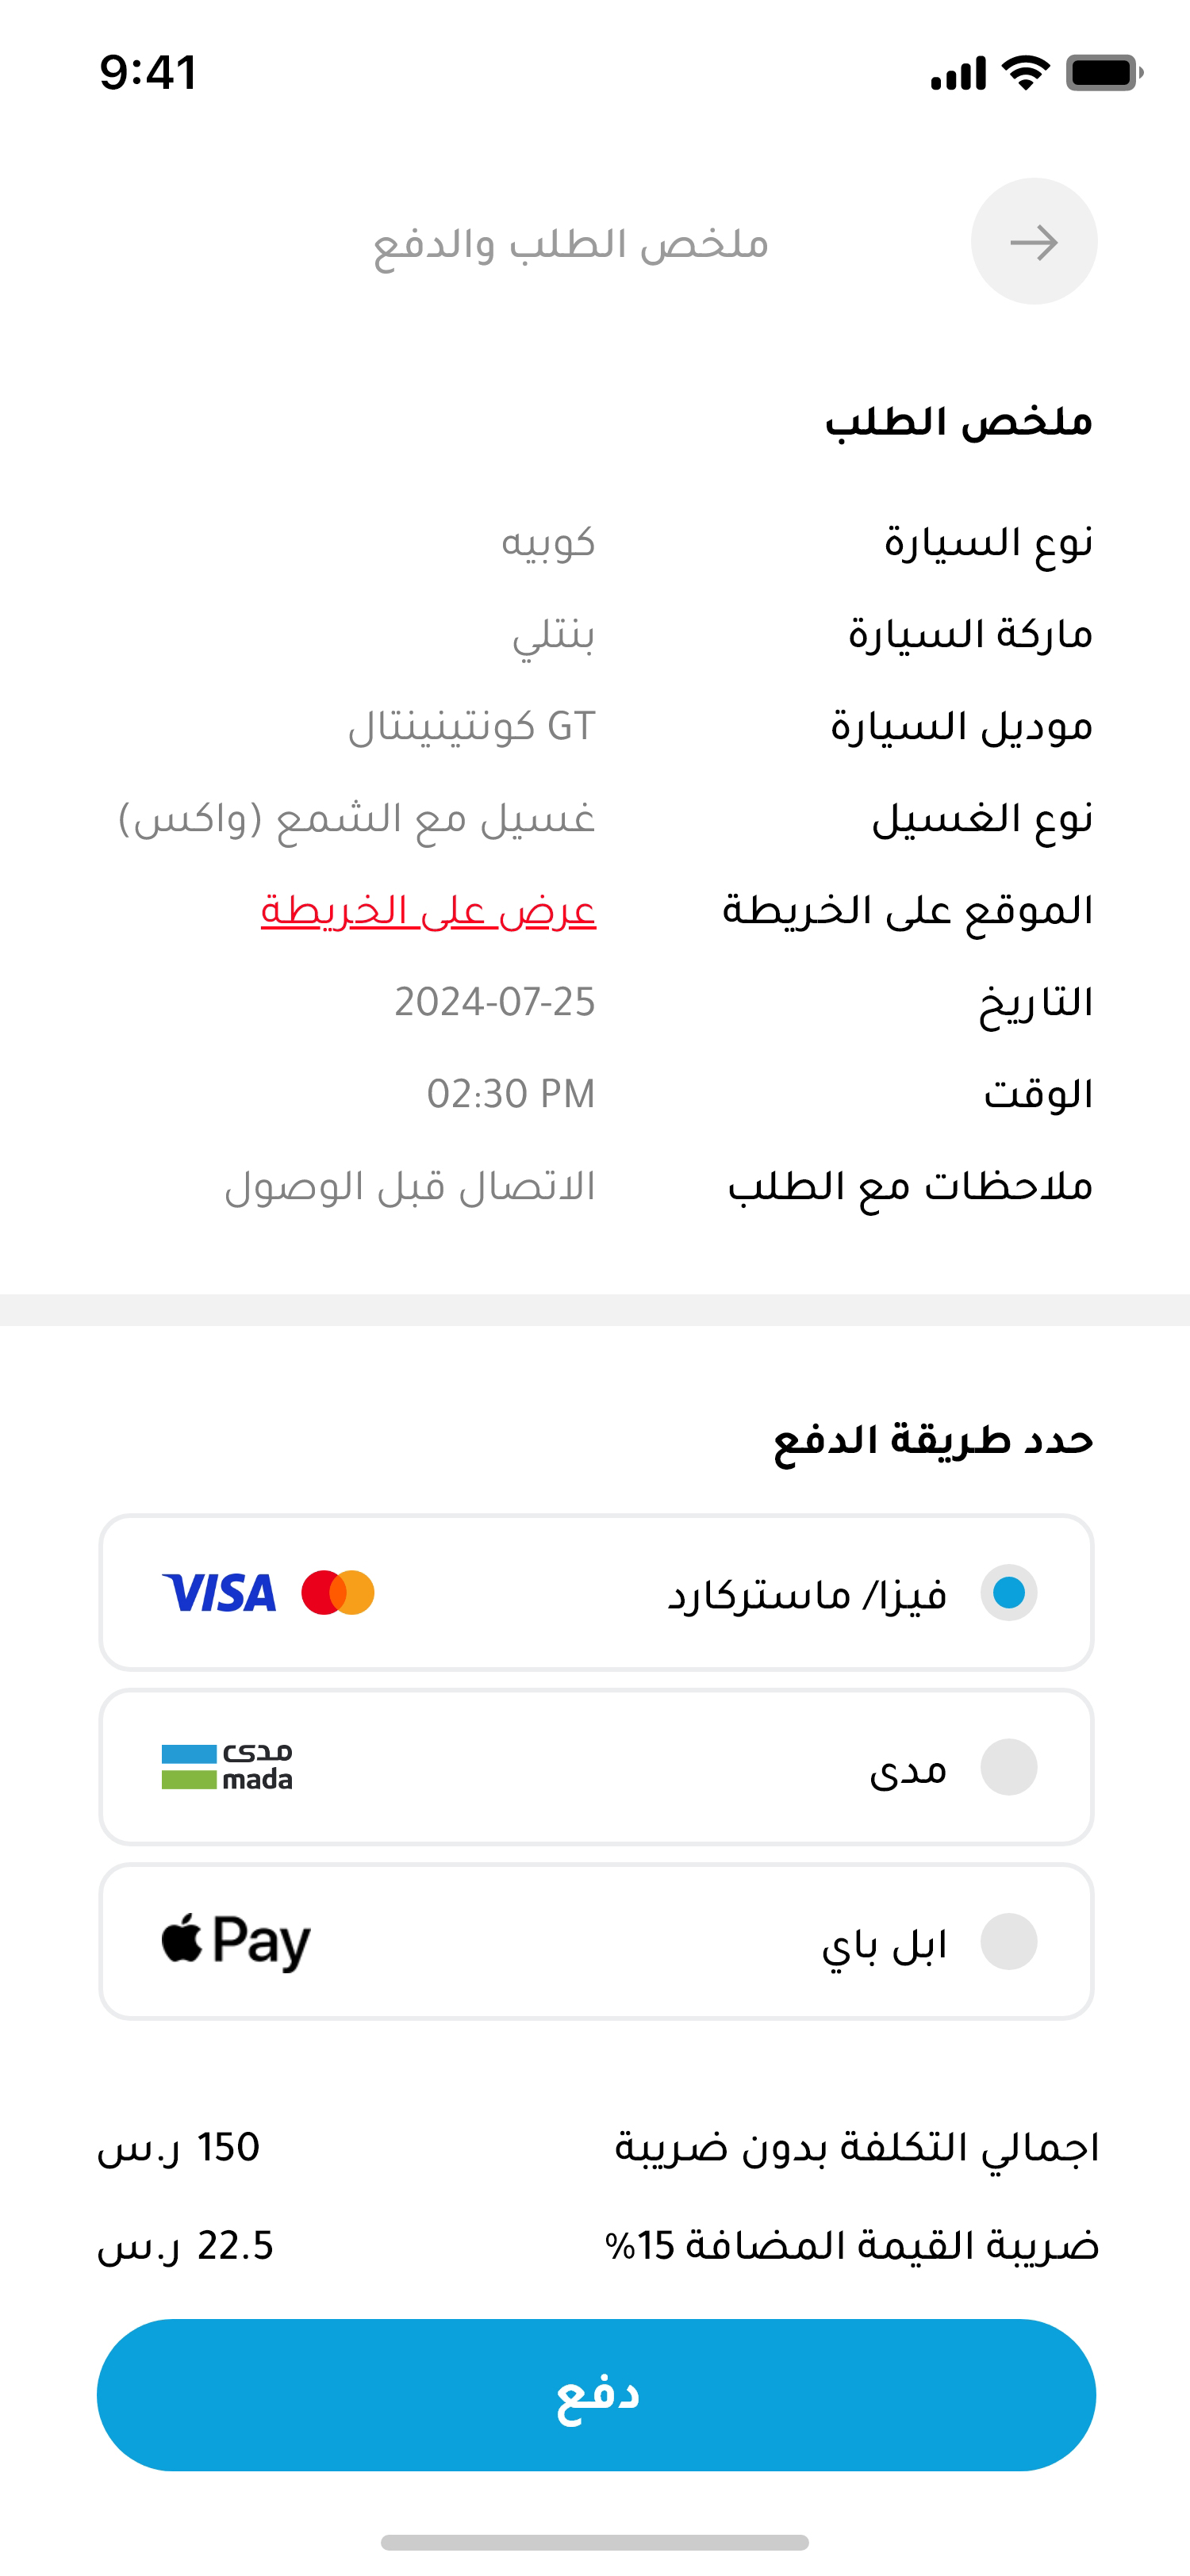 9:41
ملخص الطلب والدفع
ملخص الطلب
نوع السيارة كوبيه
ماركة السيارة بنتلي
موديل السيارة GT كونتينينتال
نوع الغسيل غسيل مع الشمع (واكس)
الموقع على الخريطة عرض على الخريطة
التاريخ 2024-07-25
الوقت 02:30 PM
ملاحظات مع الطلب الاتصال قبل الوصول
حدد طريقة الدفع
فيزا/ ماستركارد VISA
مدى مدى
mada
ابل باي Pay
اجمالي التكلفة بدون ضريبة 150 ر.س
ضريبة القيمة المضافة 15% 22.5 ر.س
دفع